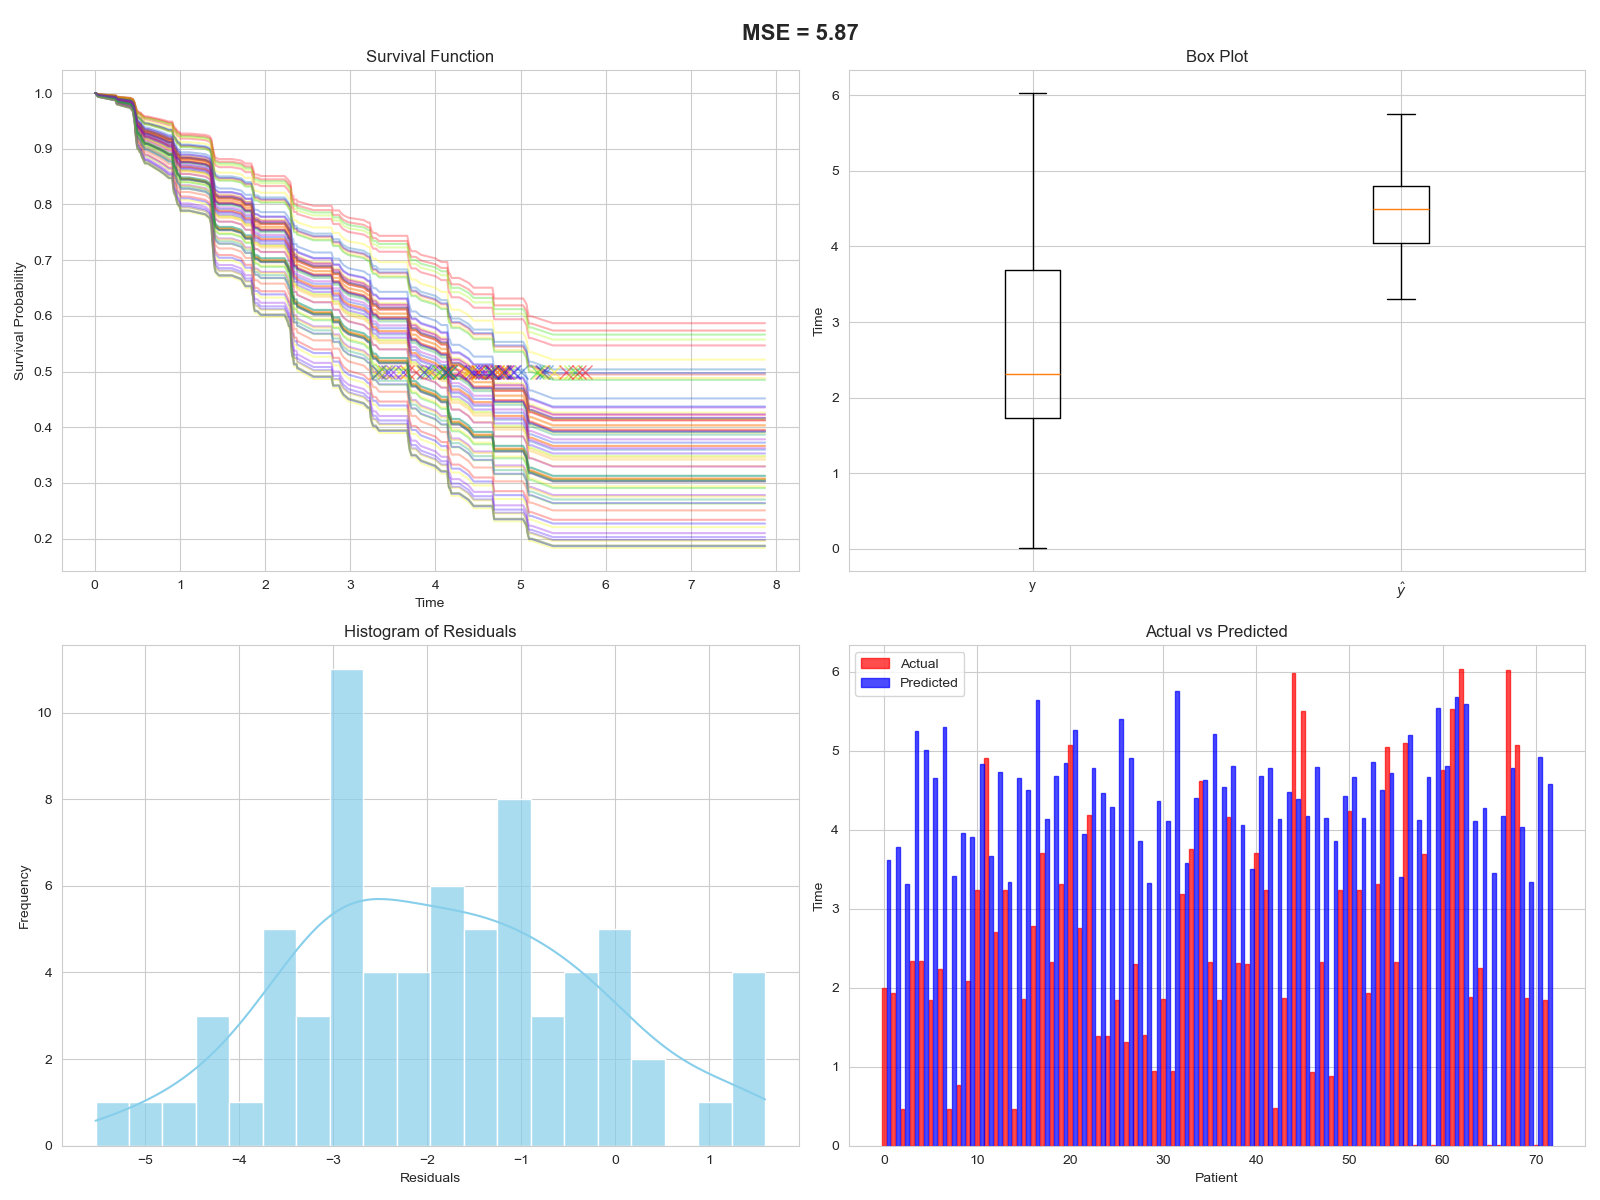 MSE = 5.87
Survival Function
Survival Probability
1.0
0.9
0.8
0.7
0.6
0.5
0.4
0.3
0.2
0 1 2 3 4 5 6 7 8
Time
Box Plot
Time
6
5
4
3
2
1
0
y ŷ
Histogram of Residuals
Frequency
10
8
6
4
2
0
−5 −4 −3 −2 −1 0 1
Residuals
Actual vs Predicted
Actual
Predicted
Time
6
5
4
3
2
1
0
0 10 20 30 40 50 60 70
Patient